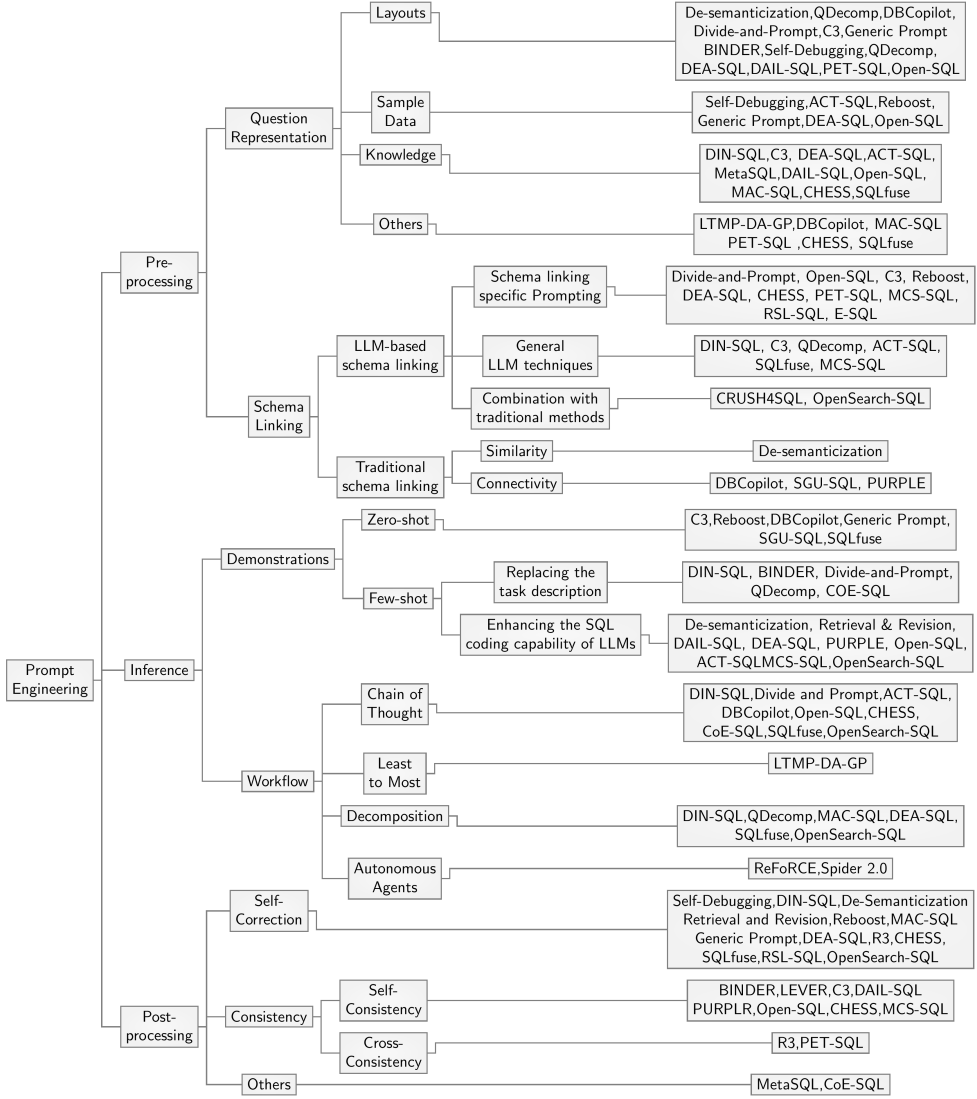 Layouts
De-semanticization,QDecomp,DBCopilot,
Divide-and-Prompt,C3,Generic Prompt
BINDER,Self-Debugging,QDecomp,
DEA-SQL,DAIL-SQL,PET-SQL,Open-SQL
Question
Representation
Sample
Data
Self-Debugging,ACT-SQL,Reboost,
Generic Prompt,DEA-SQL,Open-SQL
Knowledge
DIN-SQL,C3, DEA-SQL,ACT-SQL,
MetaSQL,DAIL-SQL,Open-SQL,
MAC-SQL,CHESS,SQLfuse
Others
LTMP-DA-GP,DBCopilot, MAC-SQL
PET-SQL ,CHESS, SQLfuse
Pre-
processing
Schema linking
specific Prompting
Divide-and-Prompt, Open-SQL, C3, Reboost,
DEA-SQL, CHESS, PET-SQL, MCS-SQL,
RSL-SQL, E-SQL
LLM-based
schema linking
General
LLM techniques
DIN-SQL, C3, QDecomp, ACT-SQL,
SQLfuse, MCS-SQL
Combination with
traditional methods
CRUSH4SQL, OpenSearch-SQL
Schema
Linking
Traditional
schema linking
Similarity
De-semanticization
Connectivity
DBCopilot, SGU-SQL, PURPLE
Zero-shot
C3,Reboost,DBCopilot,Generic Prompt,
SGU-SQL,SQLfuse
Demonstrations
Few-shot
Replacing the
task description
DIN-SQL, BINDER, Divide-and-Prompt,
QDecomp, COE-SQL
Enhancing the SQL
coding capability of LLMs
De-semanticization, Retrieval & Revision,
DAIL-SQL, DEA-SQL, PURPLE, Open-SQL,
ACT-SQLMCS-SQL,OpenSearch-SQL
Prompt
Engineering
Inference
Chain of
Thought
DIN-SQL,Divide and Prompt,ACT-SQL,
DBCopilot,Open-SQL,CHESS,
CoE-SQL,SQLfuse,OpenSearch-SQL
Workflow
Least
to Most
LTMP-DA-GP
Decomposition
DIN-SQL,QDecomp,MAC-SQL,DEA-SQL,
SQLfuse,OpenSearch-SQL
Autonomous
Agents
ReFoRCE,Spider 2.0
Self-
Correction
Self-Debugging,DIN-SQL,De-Semanticization
Retrieval and Revision,Reboost,MAC-SQL
Generic Prompt,DEA-SQL,R3,CHESS,
SQLfuse,RSL-SQL,OpenSearch-SQL
Post-
processing
Consistency
Self-
Consistency
BINDER,LEVER,C3,DAIL-SQL
PURPLR,Open-SQL,CHESS,MCS-SQL
Cross-
Consistency
R3,PET-SQL
Others
MetaSQL,CoE-SQL